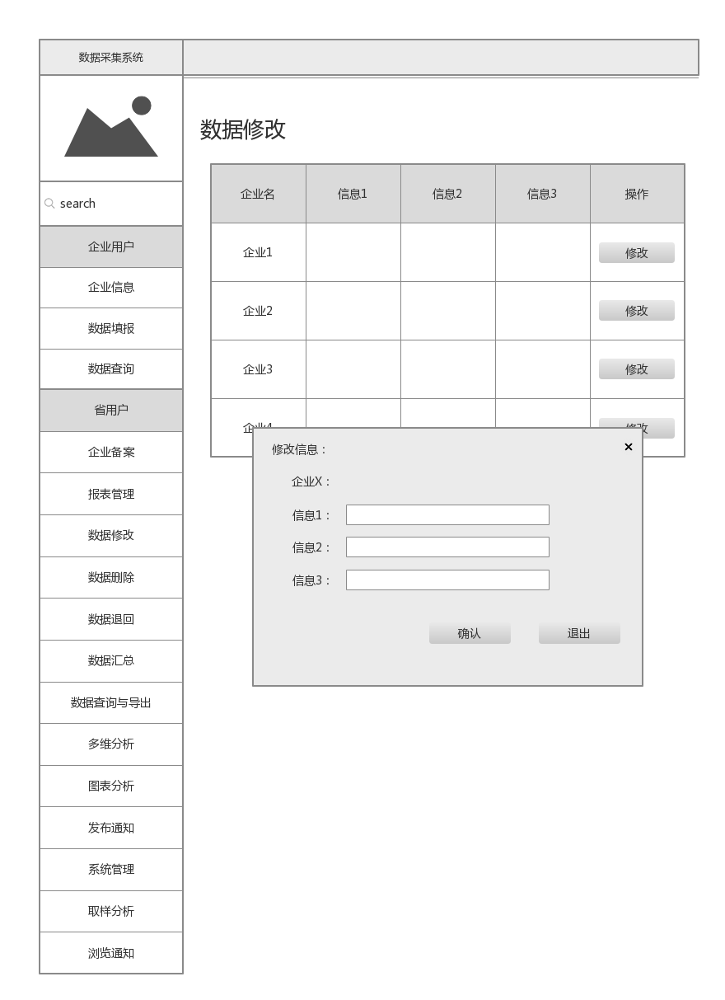 数据采集系统
search
企业用户
企业信息
数据填报
数据查询
省用户
企业备案
报表管理
数据修改
数据删除
数据退回
数据汇总
数据查询与导出
多维分析
图表分析
发布通知
系统管理
取样分析
浏览通知
数据修改
企业名 信息1 信息2 信息3 操作
企业1 修改
企业2 修改
企业3 修改
企业4 修改
修改信息：
企业X：
信息1：
信息2：
信息3：
确认 退出